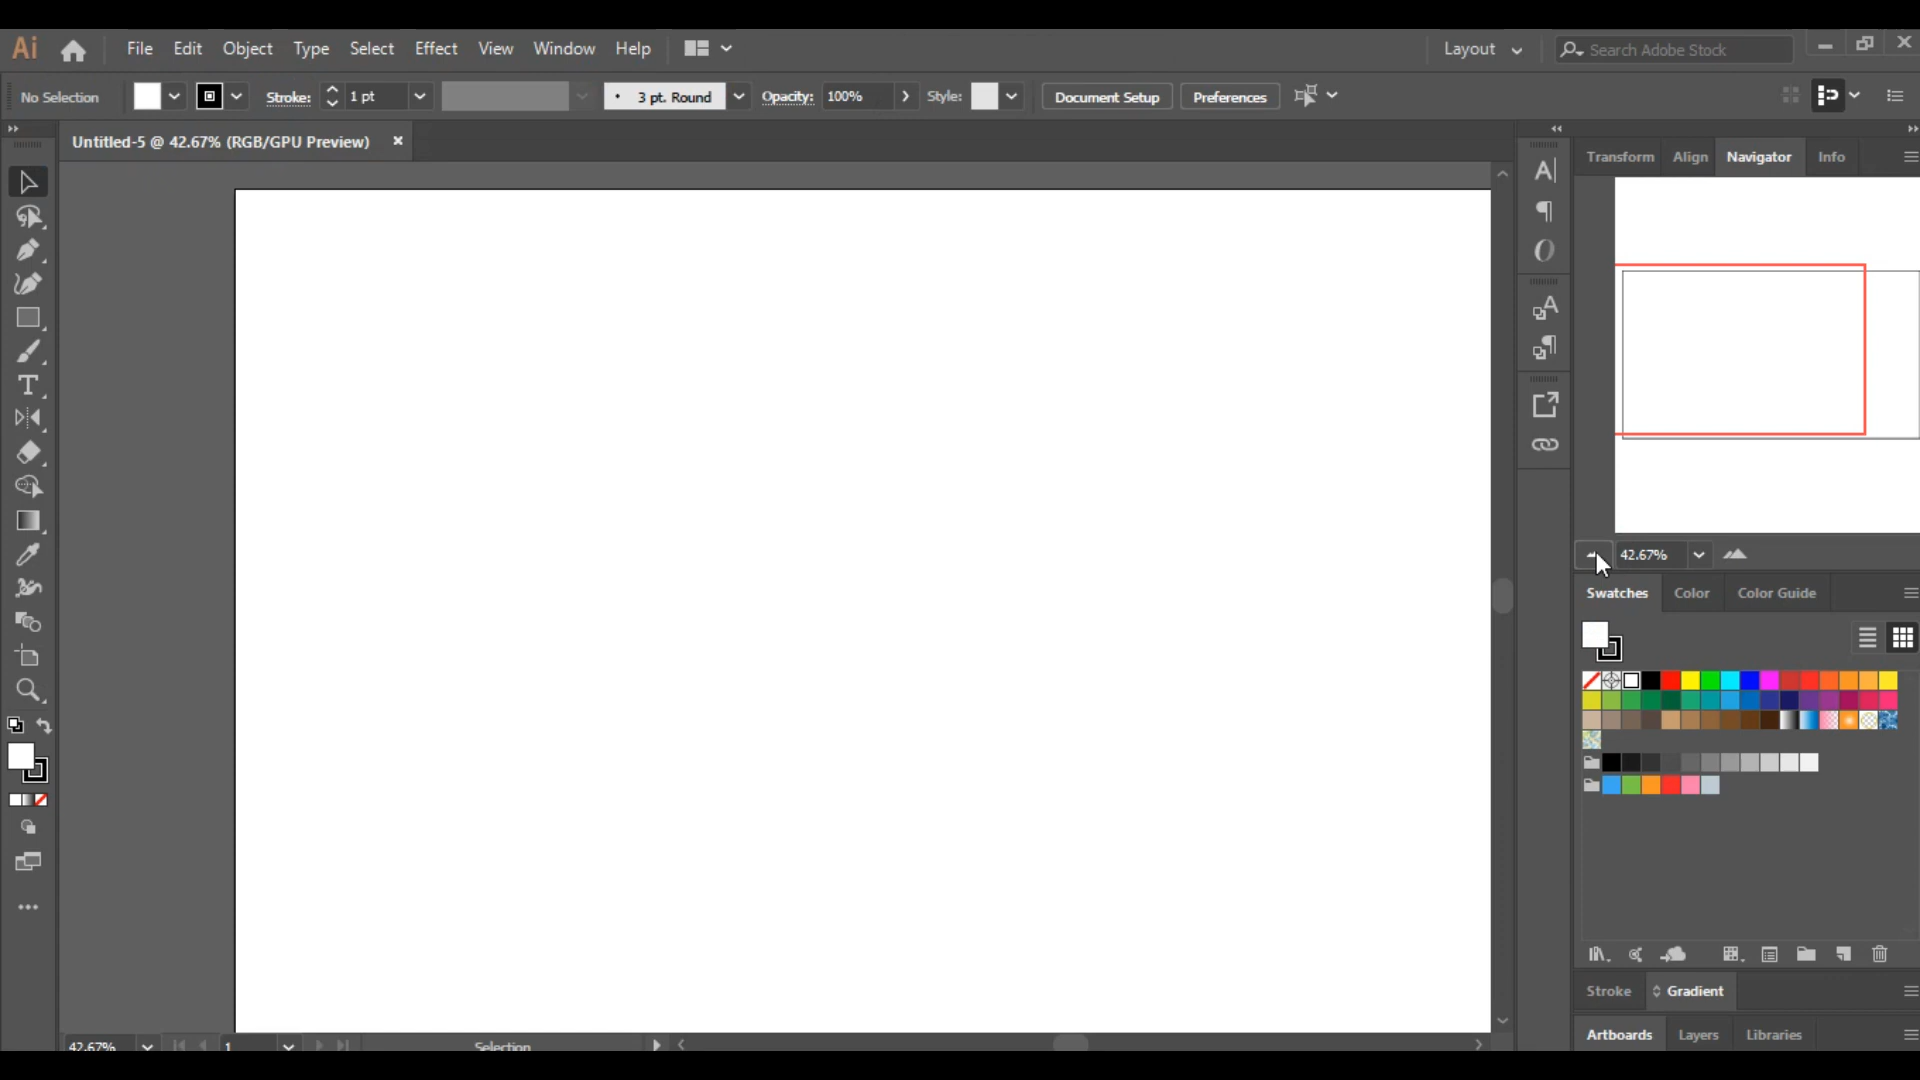 Ai File Edit Object Type Select Effect View Window Help Layout Search Adobe Stock
No Selection Stroke: 1 pt 3 pt. Round Opacity: 100% Style: Document Setup Preferences
Untitled-5 @ 42.67% (RGB/GPU Preview)
Transform Align Navigator Info
42.67%
Swatches Color Color Guide
Stroke Gradient
Artboards Layers Libraries
42.67% 1 Selection